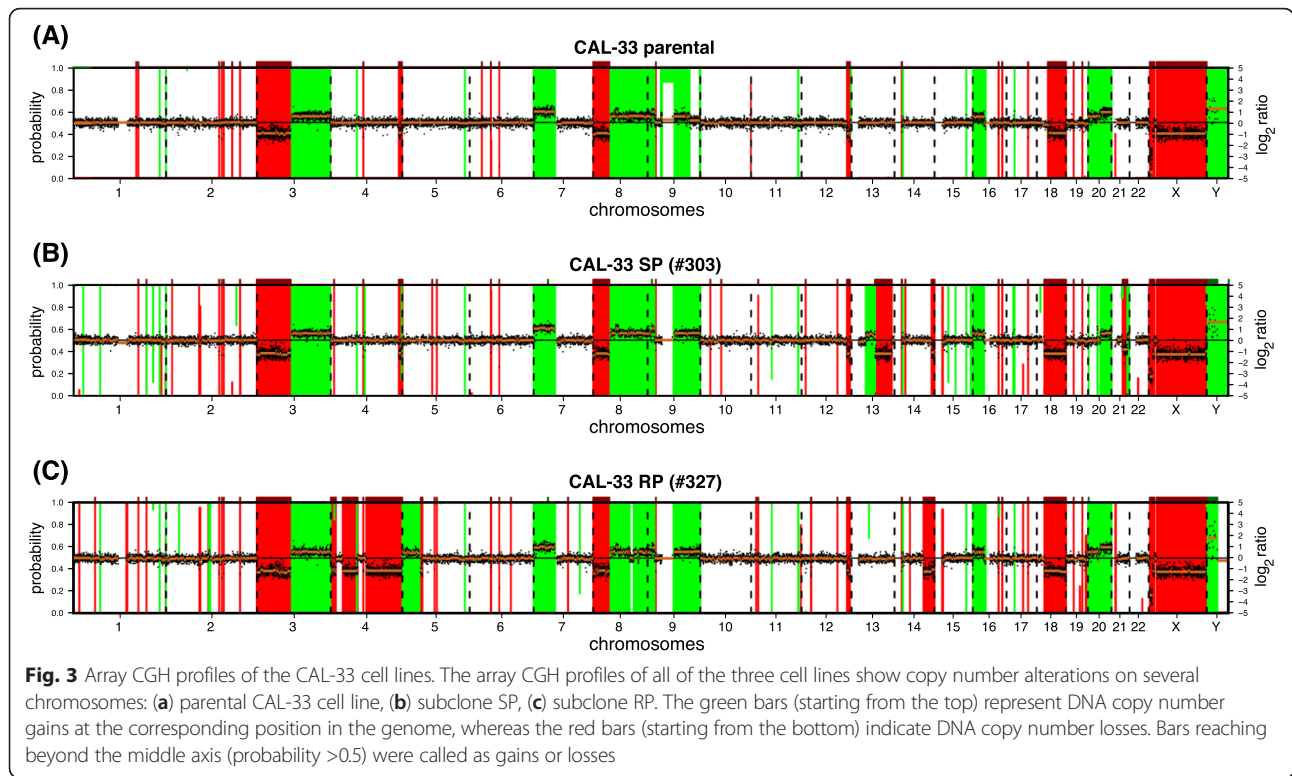 (A)
CAL-33 parental
probability
1.0
0.8
0.6
0.4
0.2
0.0
5
4
3
2
1
0
−1
−2
−3
−4
−5
log2ratio
1 2 3 4 5 6 7 8 9 10 11 12 13 14 15 16 17 18 19 20 21 22 X Y
chromosomes
(B)
CAL-33 SP (#303)
probability
1.0
0.8
0.6
0.4
0.2
0.0
5
4
3
2
1
0
−1
−2
−3
−4
−5
log2ratio
1 2 3 4 5 6 7 8 9 10 11 12 13 14 15 16 17 18 19 20 21 22 X Y
chromosomes
(C)
CAL-33 RP (#327)
probability
1.0
0.8
0.6
0.4
0.2
0.0
5
4
3
2
1
0
−1
−2
−3
−4
−5
log2ratio
1 2 3 4 5 6 7 8 9 10 11 12 13 14 15 16 17 18 19 20 21 22 X Y
chromosomes
Fig. 3 Array CGH profiles of the CAL-33 cell lines. The array CGH profiles of all of the three cell lines show copy number alterations on several
chromosomes: (a) parental CAL-33 cell line, (b) subclone SP, (c) subclone RP. The green bars (starting from the top) represent DNA copy number
gains at the corresponding position in the genome, whereas the red bars (starting from the bottom) indicate DNA copy number losses. Bars reaching
beyond the middle axis (probability >0.5) were called as gains or losses